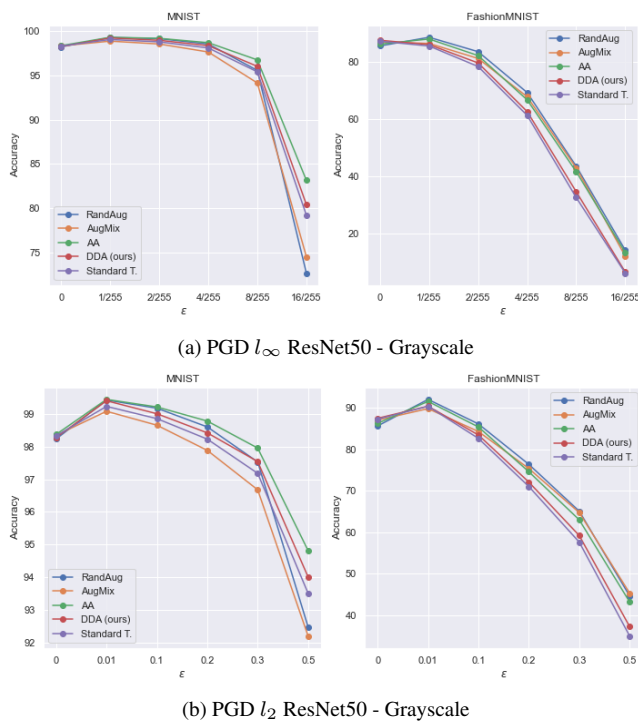 MNIST
FashionMNIST
100
95
90
85
80
75
Accuracy
RandAug
AugMix
AA
DDA (ours)
Standard T.
0 1/255 2/255 4/255 8/255 16/255
ε
80
60
40
20
Accuracy
RandAug
AugMix
AA
DDA (ours)
Standard T.
0 1/255 2/255 4/255 8/255 16/255
ε
(a) PGD l∞ ResNet50 - Grayscale
MNIST
FashionMNIST
99
98
97
96
95
94
93
92
Accuracy
RandAug
AugMix
AA
DDA (ours)
Standard T.
0 0.01 0.1 0.2 0.3 0.5
ε
90
80
70
60
50
40
Accuracy
RandAug
AugMix
AA
DDA (ours)
Standard T.
0 0.01 0.1 0.2 0.3 0.5
ε
(b) PGD l₂ ResNet50 - Grayscale